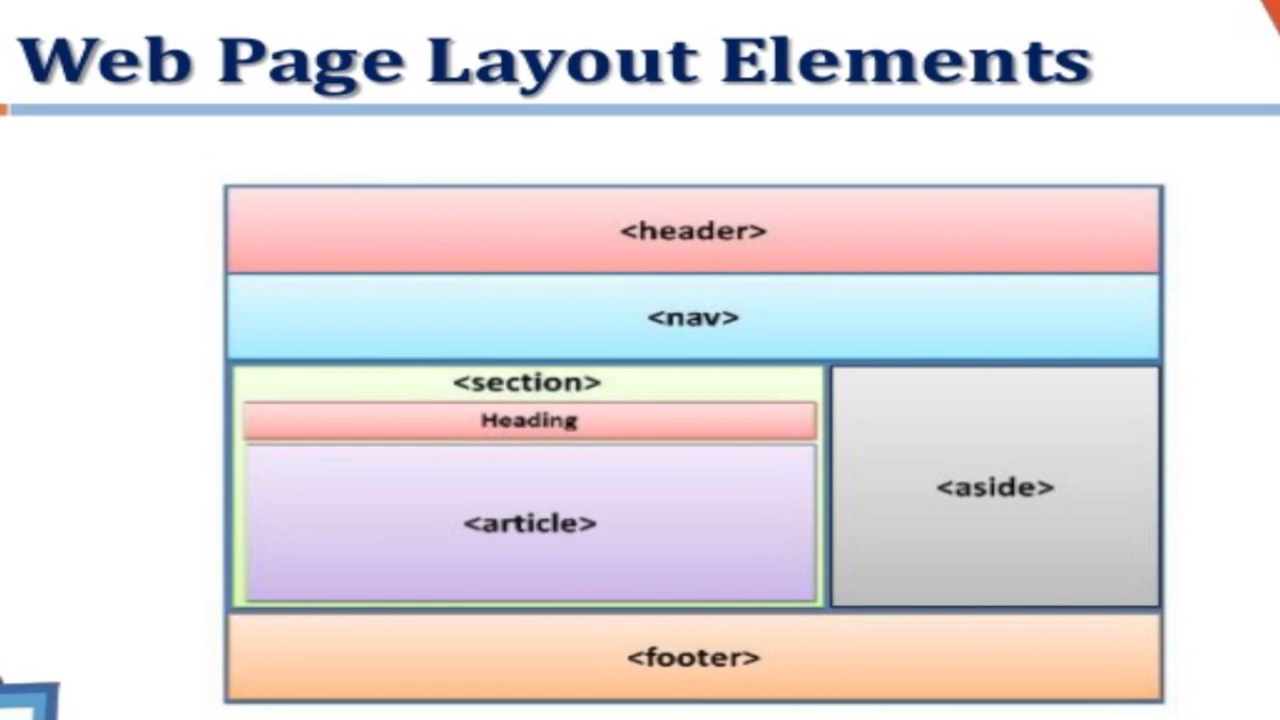 Web Page Layout Elements
<header>
<nav>
<section>
Heading
<article>
<aside>
<footer>